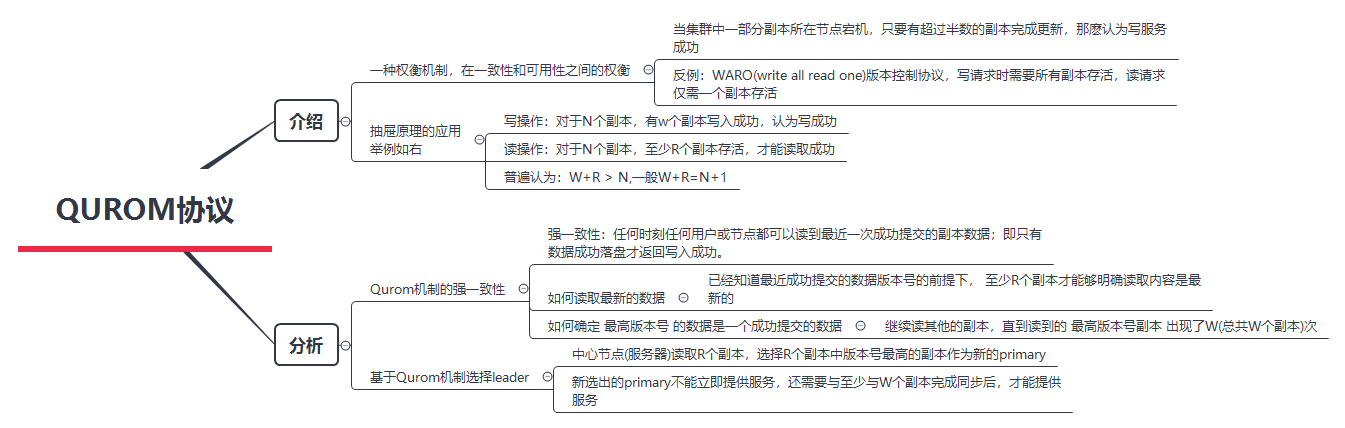 QUROM协议
介绍
一种权衡机制，在一致性和可用性之间的权衡
当集群中一部分副本所在节点宕机，只要有超过半数的副本完成更新，那麽认为写服务
成功
反例：WARO(write all read one)版本控制协议，写请求时需要所有副本存活，读请求
仅需一个副本存活
抽屉原理的应用
举例如右
写操作：对于N个副本，有w个副本写入成功，认为写成功
读操作：对于N个副本，至少R个副本存活，才能读取成功
普遍认为：W+R > N,一般W+R=N+1
分析
Qurom机制的强一致性
强一致性：任何时刻任何用户或节点都可以读到最近一次成功提交的副本数据；即只有
数据成功落盘才返回写入成功。
如何读取最新的数据
已经知道最近成功提交的数据版本号的前提下， 至少R个副本才能够明确读取内容是最
新的
如何确定 最高版本号 的数据是一个成功提交的数据
继续读其他的副本，直到读到的 最高版本号副本 出现了W(总共W个副本)次
基于Qurom机制选择leader
中心节点(服务器)读取R个副本，选择R个副本中版本号最高的副本作为新的primary
新选出的primary不能立即提供服务，还需要与至少与W个副本完成同步后，才能提供
服务